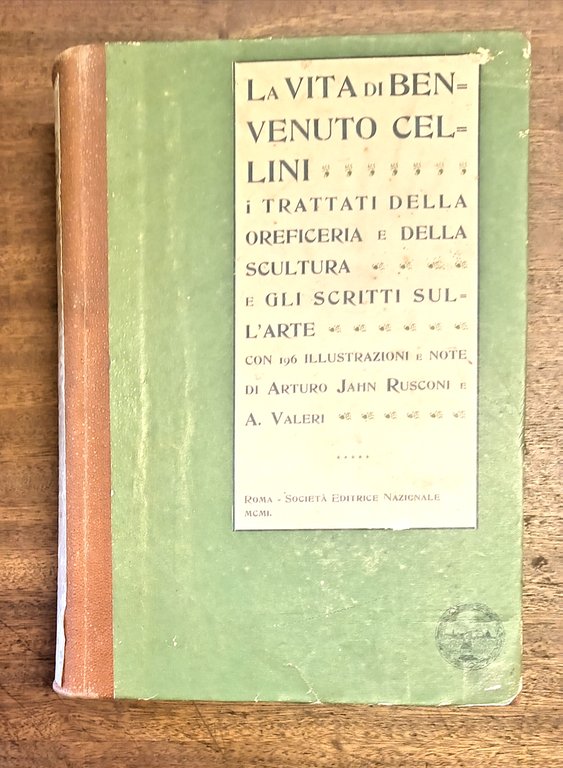 LA VITA DI BEN=
VENUTO CEL=
LINI
i TRATTATI DELLA
OREFICERIA E DELLA
SCULTURA
E GLI SCRITTI SUL=
L'ARTE
CON 196 ILLUSTRAZIONI E NOTE
DI ARTURO JAHN RUSCONI E
A. VALERI
ROMA - SOCIETÀ EDITRICE NAZIONALE
MCMI.